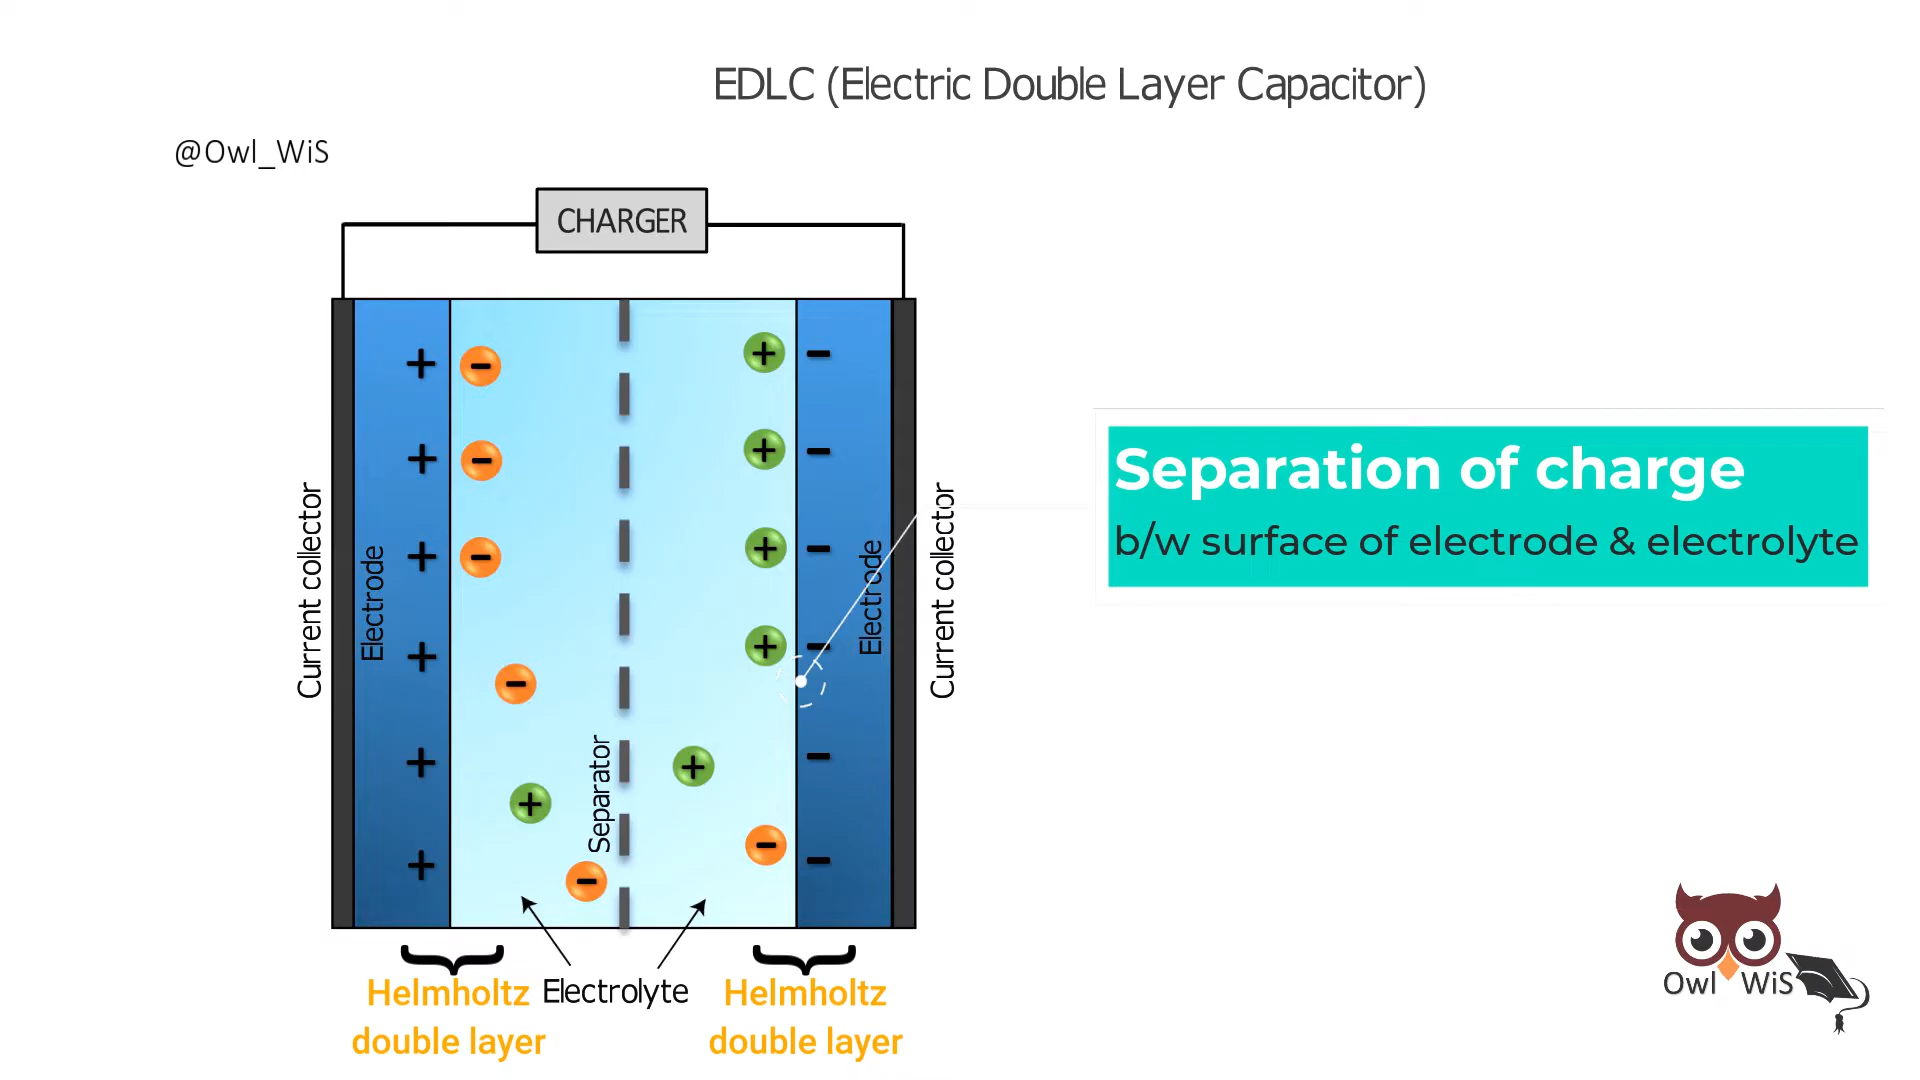 EDLC (Electric Double Layer Capacitor)
@Owl_WiS
CHARGER
+ - + -
+ - + -
+ - + -
+ - + -
+ + + -
+ - - -
Current collector
Electrode
Separator
Electrode
Current collector
Separation of charge
b/w surface of electrode & electrolyte
Electrolyte
Helmholtz
double layer
Helmholtz
double layer
Owl WiS